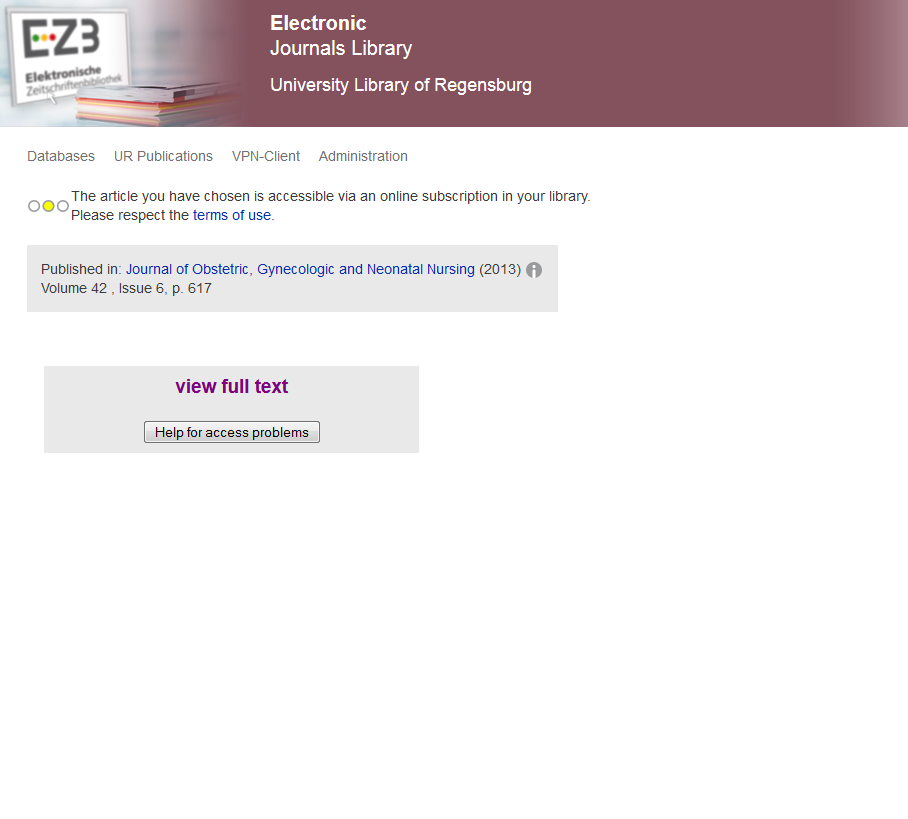 EZB
Elektronische
Zeitschriftenbibliothek
Electronic
Journals Library
University Library of Regensburg
Databases UR Publications VPN-Client Administration
The article you have chosen is accessible via an online subscription in your library.
Please respect the terms of use.
Published in: Journal of Obstetric, Gynecologic and Neonatal Nursing (2013) i
Volume 42 , Issue 6, p. 617
view full text
Help for access problems